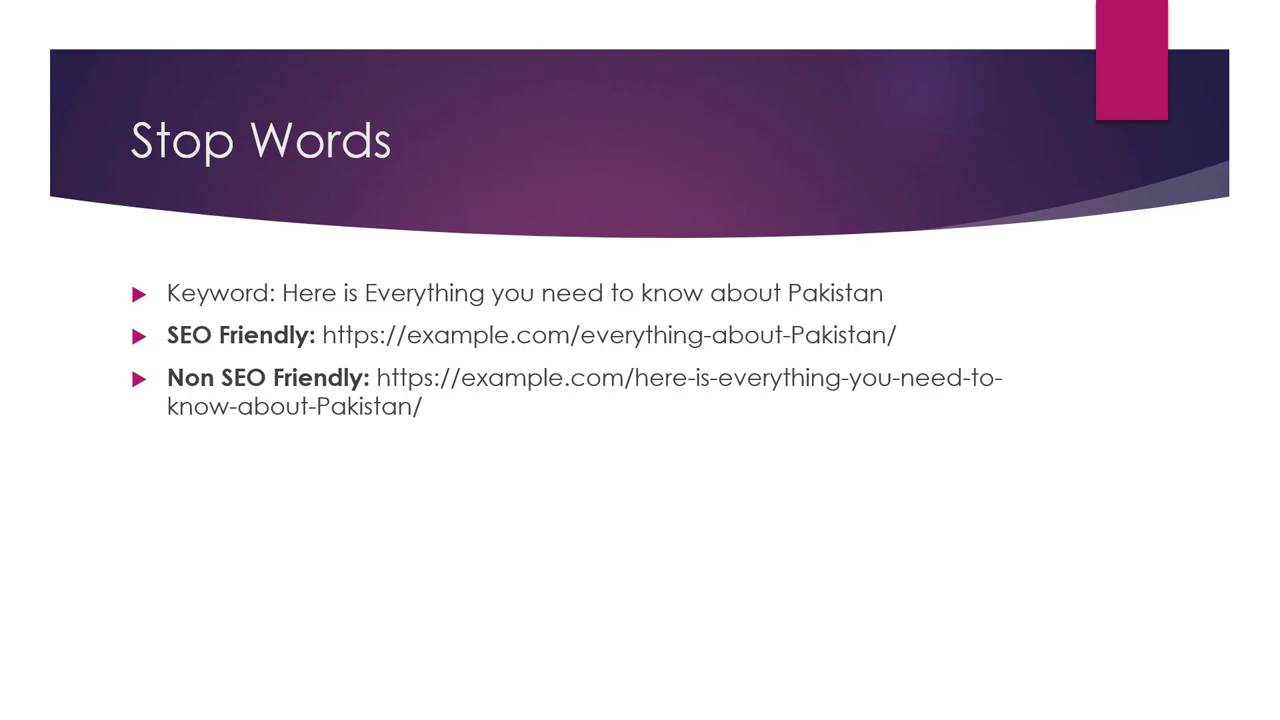 Stop Words
Keyword: Here is Everything you need to know about Pakistan
SEO Friendly: https://example.com/everything-about-Pakistan/
Non SEO Friendly: https://example.com/here-is-everything-you-need-to-
know-about-Pakistan/